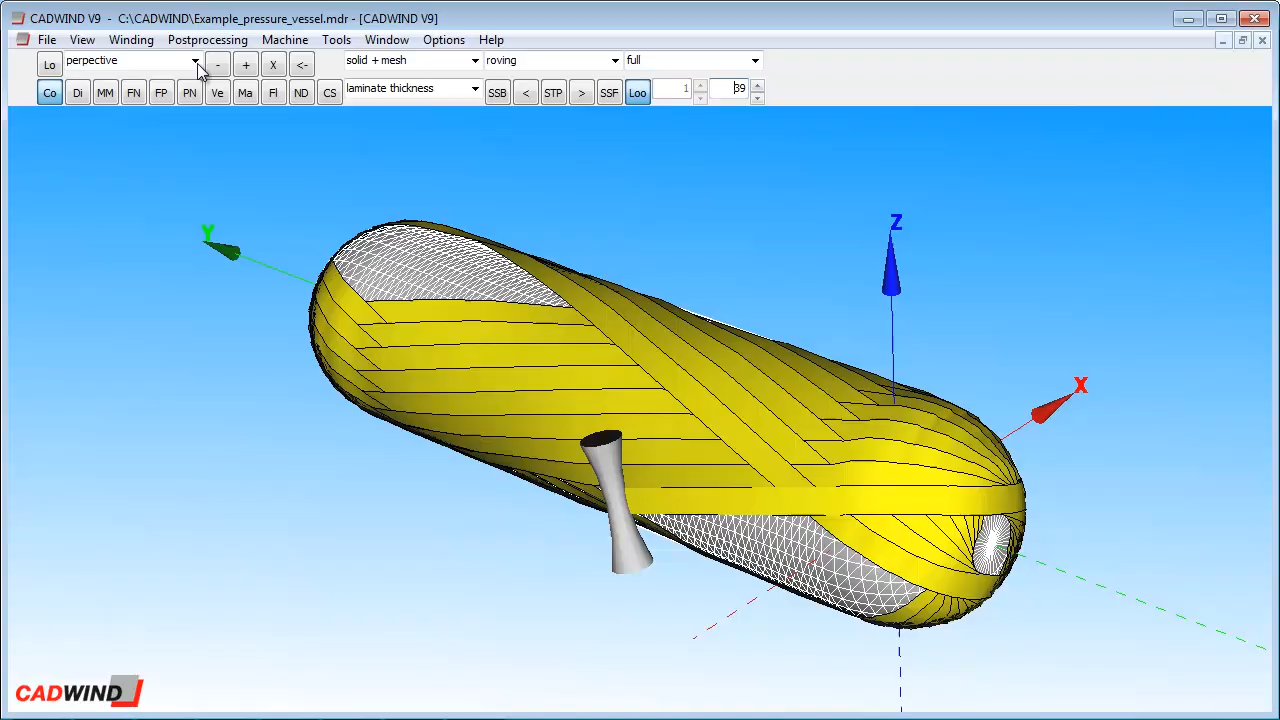 CADWIND V9 - C:\CADWIND\Example_pressure_vessel.mdr - [CADWIND V9]
File View Winding Postprocessing Machine Tools Window Options Help
Lo perpective - + X <- solid + mesh roving full
Co Di MM FN FP PN Ve Ma Fl ND CS laminate thickness SSB < STP > SSF Loo 1 39
Y
Z
X
CADWIND